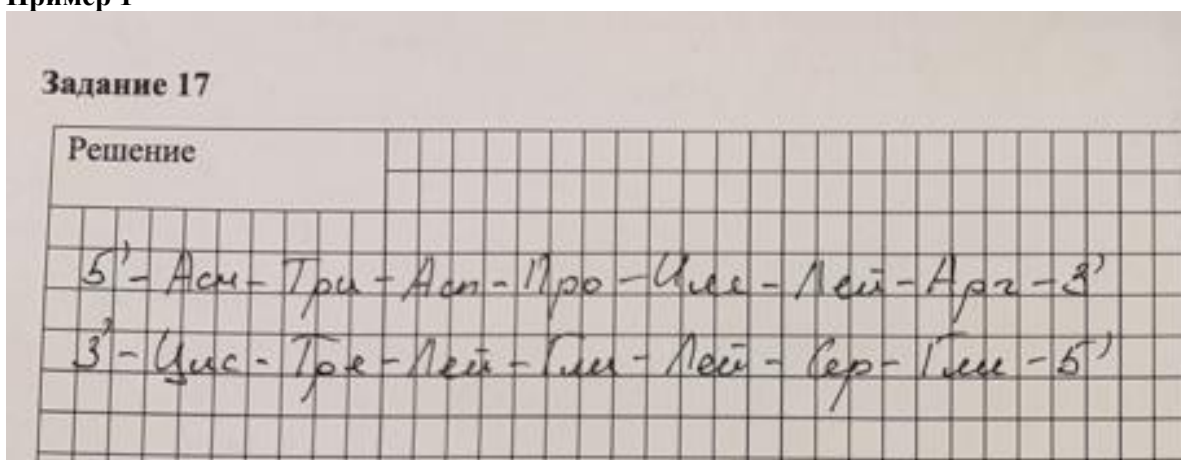 Пример 1
Задание 17
Решение
5'-Асн-Три-Асп-Про-Иле-Лей-Арг-3'
3'-Цис-Тре-Лей-Гли-Лей-Сер-Гли-5'